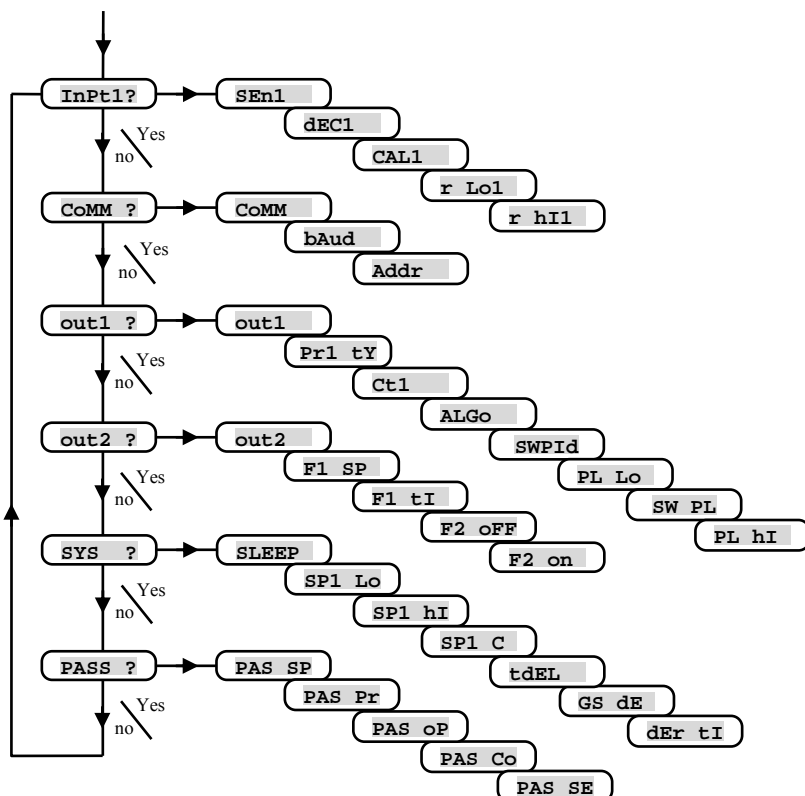 InPt1? SEn1
dEC1
CAL1
r Lo1
r hI1
Yes
no
CoMM ? CoMM
bAud
Addr
Yes
no
out1 ? out1
Pr1 tY
Ct1
ALGo
SWPId
PL Lo
SW PL
PL hI
Yes
no
out2 ? out2
F1 SP
F1 tI
F2 oFF
F2 on
Yes
no
SYS ? SLEEP
SP1 Lo
SP1 hI
SP1 C
tdEL
GS dE
dEr tI
Yes
no
PASS ? PAS SP
PAS Pr
PAS oP
PAS Co
PAS SE
Yes
no